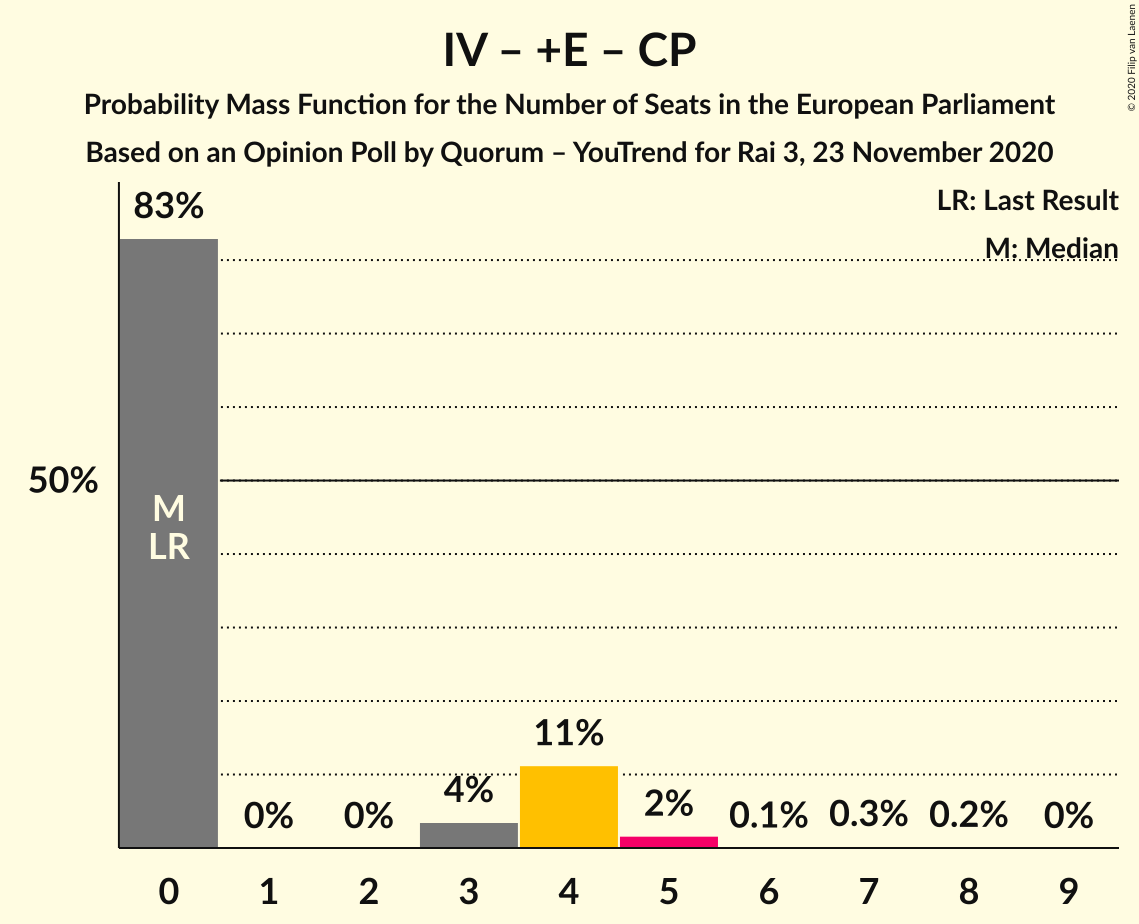 IV – +E – CP
Probability Mass Function for the Number of Seats in the European Parliament
Based on an Opinion Poll by Quorum – YouTrend for Rai 3, 23 November 2020
© 2020 Filip van Laenen
LR: Last Result
M: Median
83%
50%
M
LR
0%
0%
4%
11%
2%
0.1%
0.3%
0.2%
0%
0
1
2
3
4
5
6
7
8
9